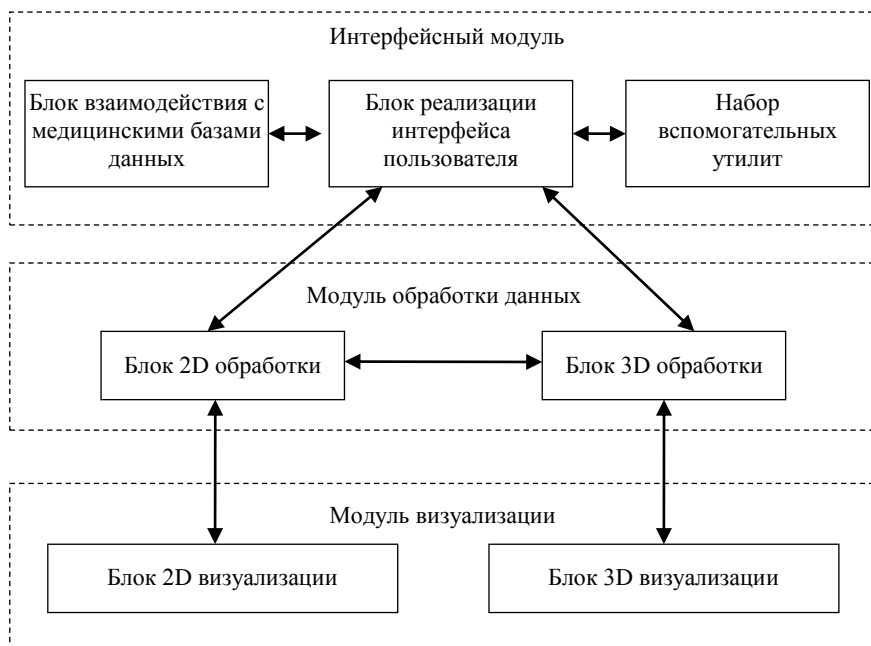 Интерфейсный модуль
Блок взаимодействия с
медицинскими базами
данных
Блок реализации
интерфейса
пользователя
Набор
вспомогательных
утилит
Модуль обработки данных
Блок 2D обработки
Блок 3D обработки
Модуль визуализации
Блок 2D визуализации
Блок 3D визуализации